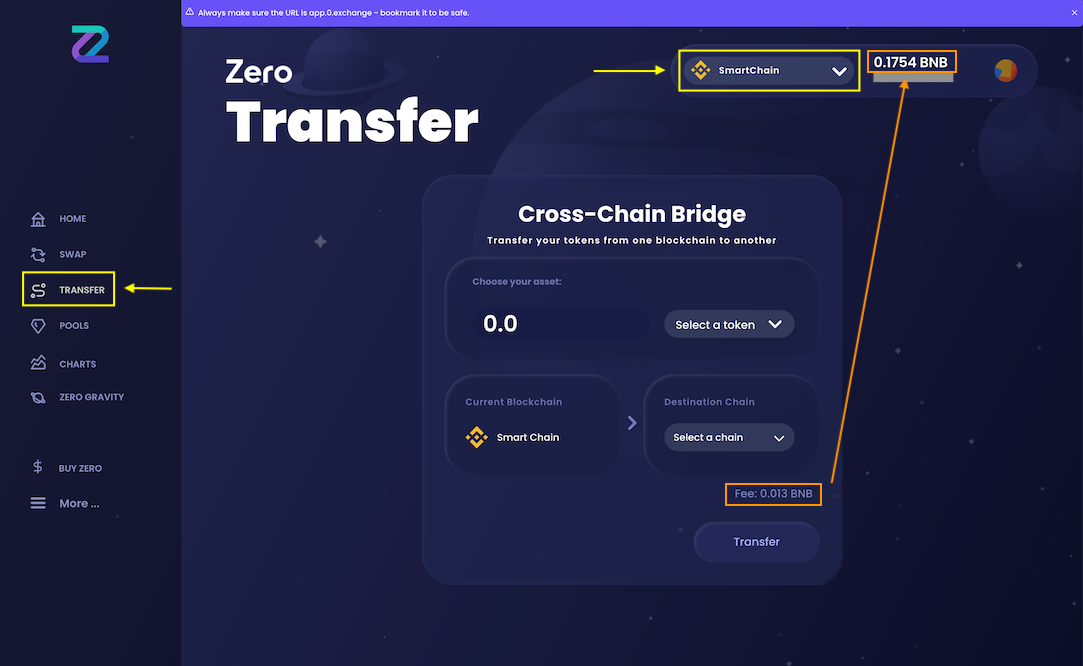 Always make sure the URL is app.0.exchange - bookmark it to be safe.
Zero
Transfer
SmartChain
0.1754 BNB
HOME
SWAP
TRANSFER
POOLS
CHARTS
ZERO GRAVITY
BUY ZERO
More ...
Cross-Chain Bridge
Transfer your tokens from one blockchain to another
Choose your asset:
0.0
Select a token
Current Blockchain
Smart Chain
Destination Chain
Select a chain
Fee: 0.013 BNB
Transfer